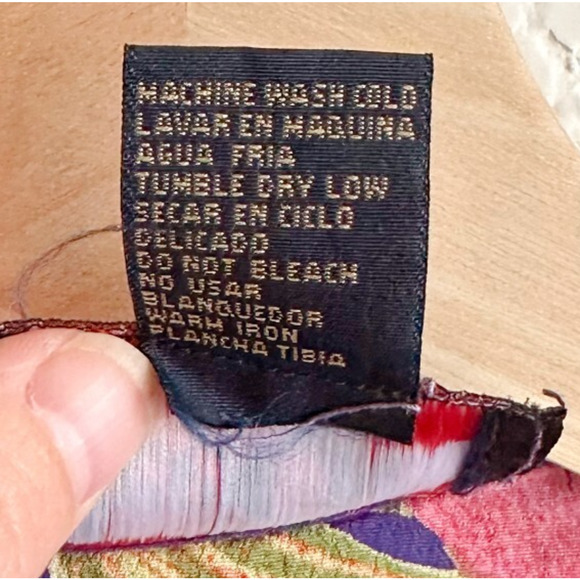 MACHINE WASH COLD
LAVAR EN MAQUINA
AGUA FRIA
TUMBLE DRY LOW
SECAR EN CICLO
DELICADO
DO NOT BLEACH
NO USAR
BLANQUEDOR
WARM IRON
PLANCHA TIBIA